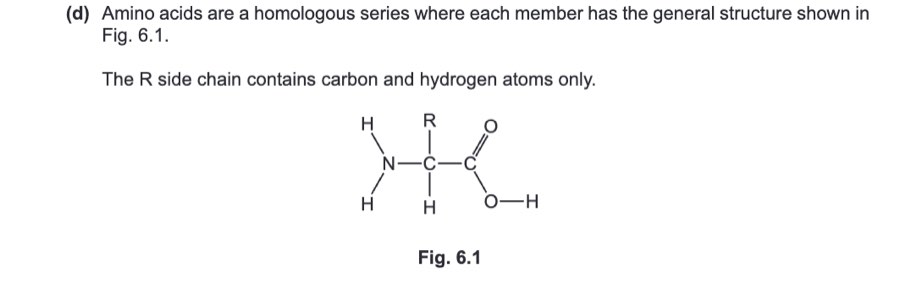 (d) Amino acids are a homologous series where each member has the general structure shown in
Fig. 6.1.
The R side chain contains carbon and hydrogen atoms only.
H R O
N—C—C
H H O—H
Fig. 6.1